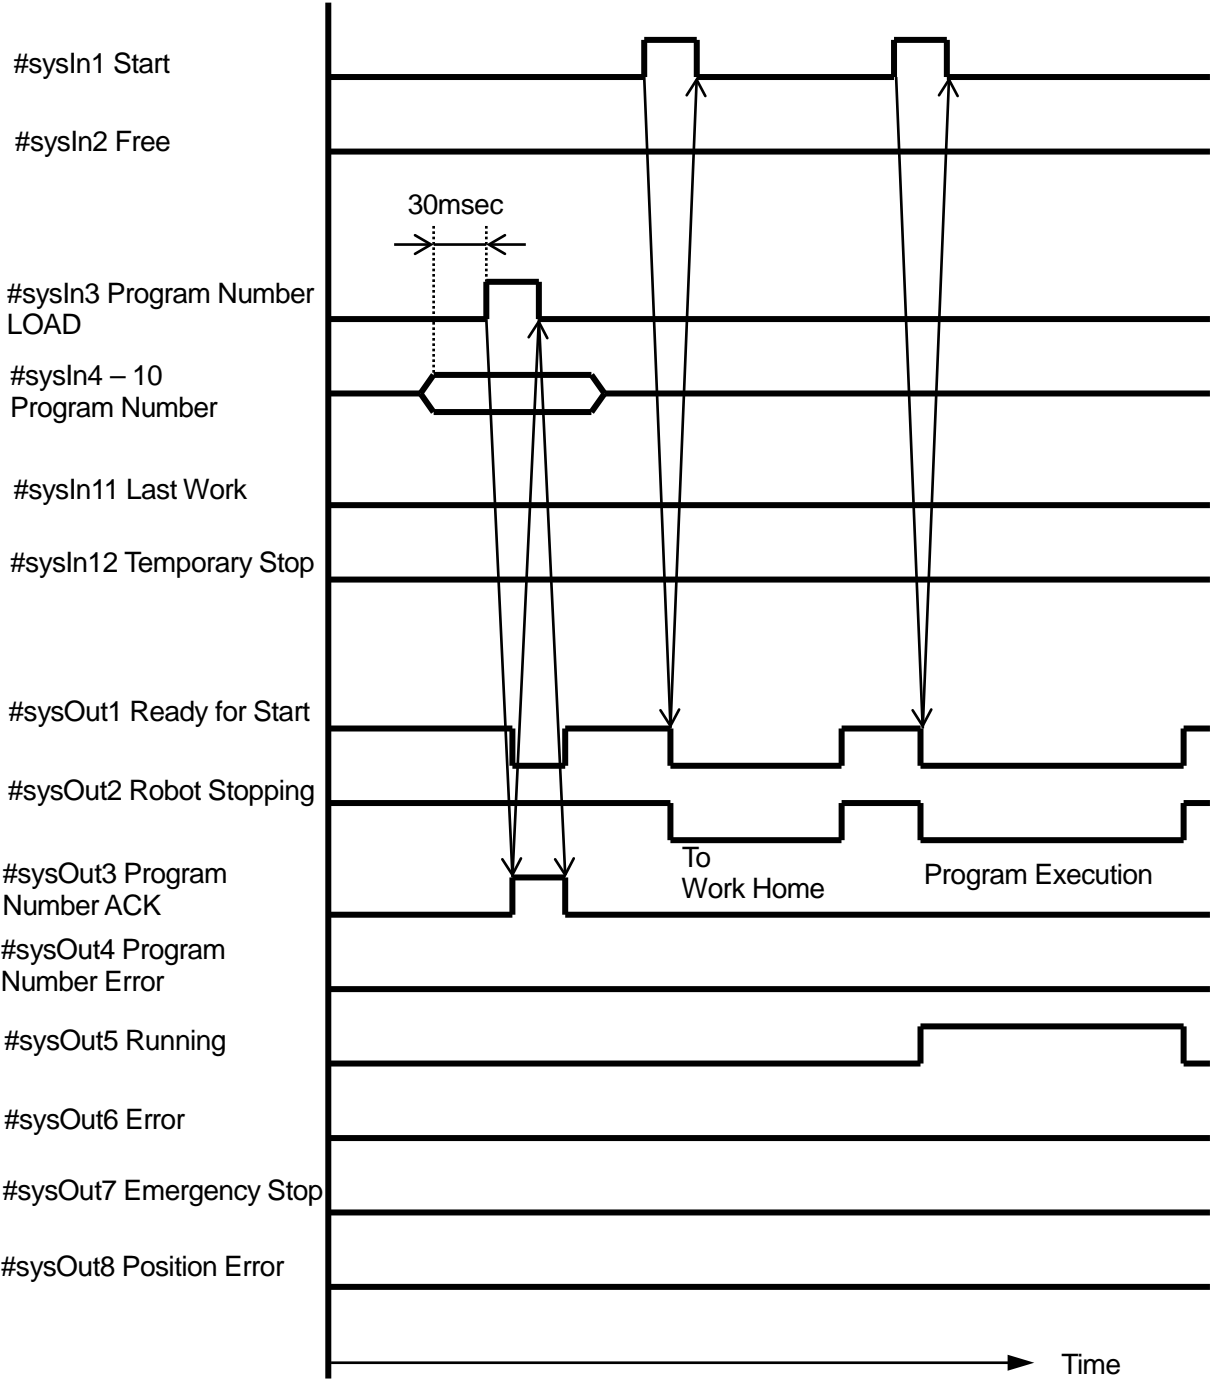 #sysIn1 Start
#sysIn2 Free
30msec
#sysIn3 Program Number
LOAD
#sysIn4 – 10
Program Number
#sysIn11 Last Work
#sysIn12 Temporary Stop
#sysOut1 Ready for Start
#sysOut2 Robot Stopping
To
Work Home
Program Execution
#sysOut3 Program
Number ACK
#sysOut4 Program
Number Error
#sysOut5 Running
#sysOut6 Error
#sysOut7 Emergency Stop
#sysOut8 Position Error
Time